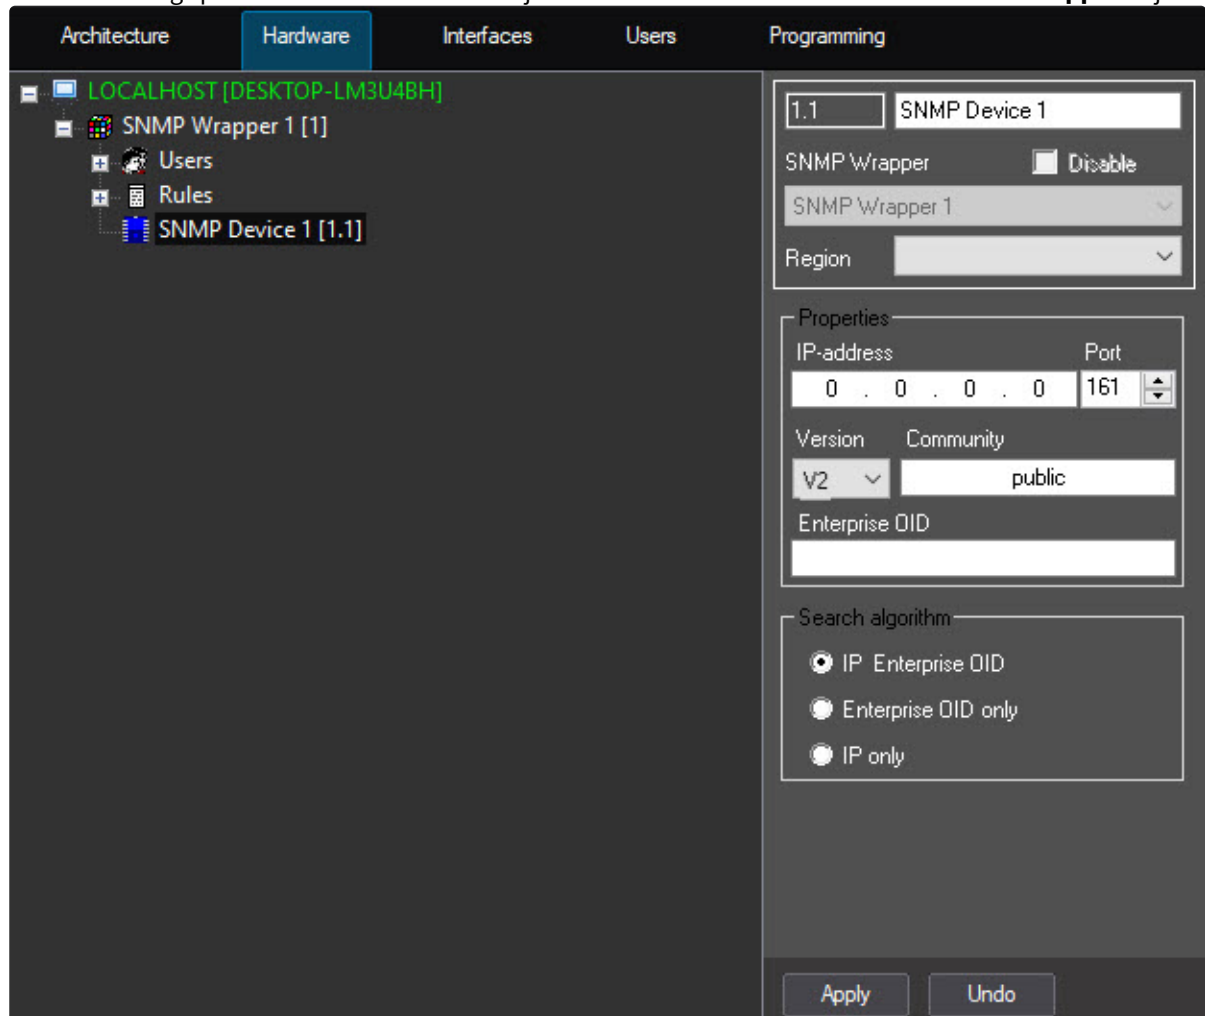 Architecture Hardware Interfaces Users Programming
LOCALHOST [DESKTOP-LM3U4BH]
SNMP Wrapper 1 [1]
Users
Rules
SNMP Device 1 [1.1]
1.1 SNMP Device 1
SNMP Wrapper Disable
SNMP Wrapper 1
Region
Properties
IP-address Port
0 . 0 . 0 . 0 161
Version Community
V2 public
Enterprise OID
Search algorithm
IP Enterprise OID
Enterprise OID only
IP only
Apply Undo